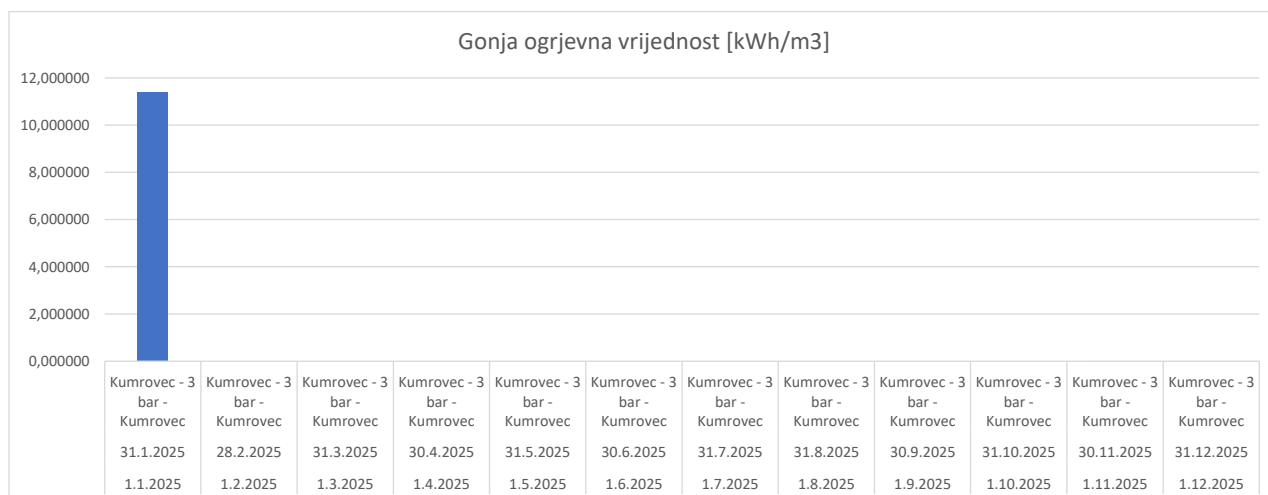 Gonja ogrjevna vrijednost [kWh/m3]
12,000000
10,000000
8,000000
6,000000
4,000000
2,000000
0,000000
Kumrovec - 3 Kumrovec - 3 Kumrovec - 3 Kumrovec - 3 Kumrovec - 3 Kumrovec - 3 Kumrovec - 3 Kumrovec - 3 Kumrovec - 3 Kumrovec - 3 Kumrovec - 3 Kumrovec - 3
bar - bar - bar - bar - bar - bar - bar - bar - bar - bar - bar - bar -
Kumrovec Kumrovec Kumrovec Kumrovec Kumrovec Kumrovec Kumrovec Kumrovec Kumrovec Kumrovec Kumrovec Kumrovec
31.1.2025 28.2.2025 31.3.2025 30.4.2025 31.5.2025 30.6.2025 31.7.2025 31.8.2025 30.9.2025 31.10.2025 30.11.2025 31.12.2025
1.1.2025 1.2.2025 1.3.2025 1.4.2025 1.5.2025 1.6.2025 1.7.2025 1.8.2025 1.9.2025 1.10.2025 1.11.2025 1.12.2025